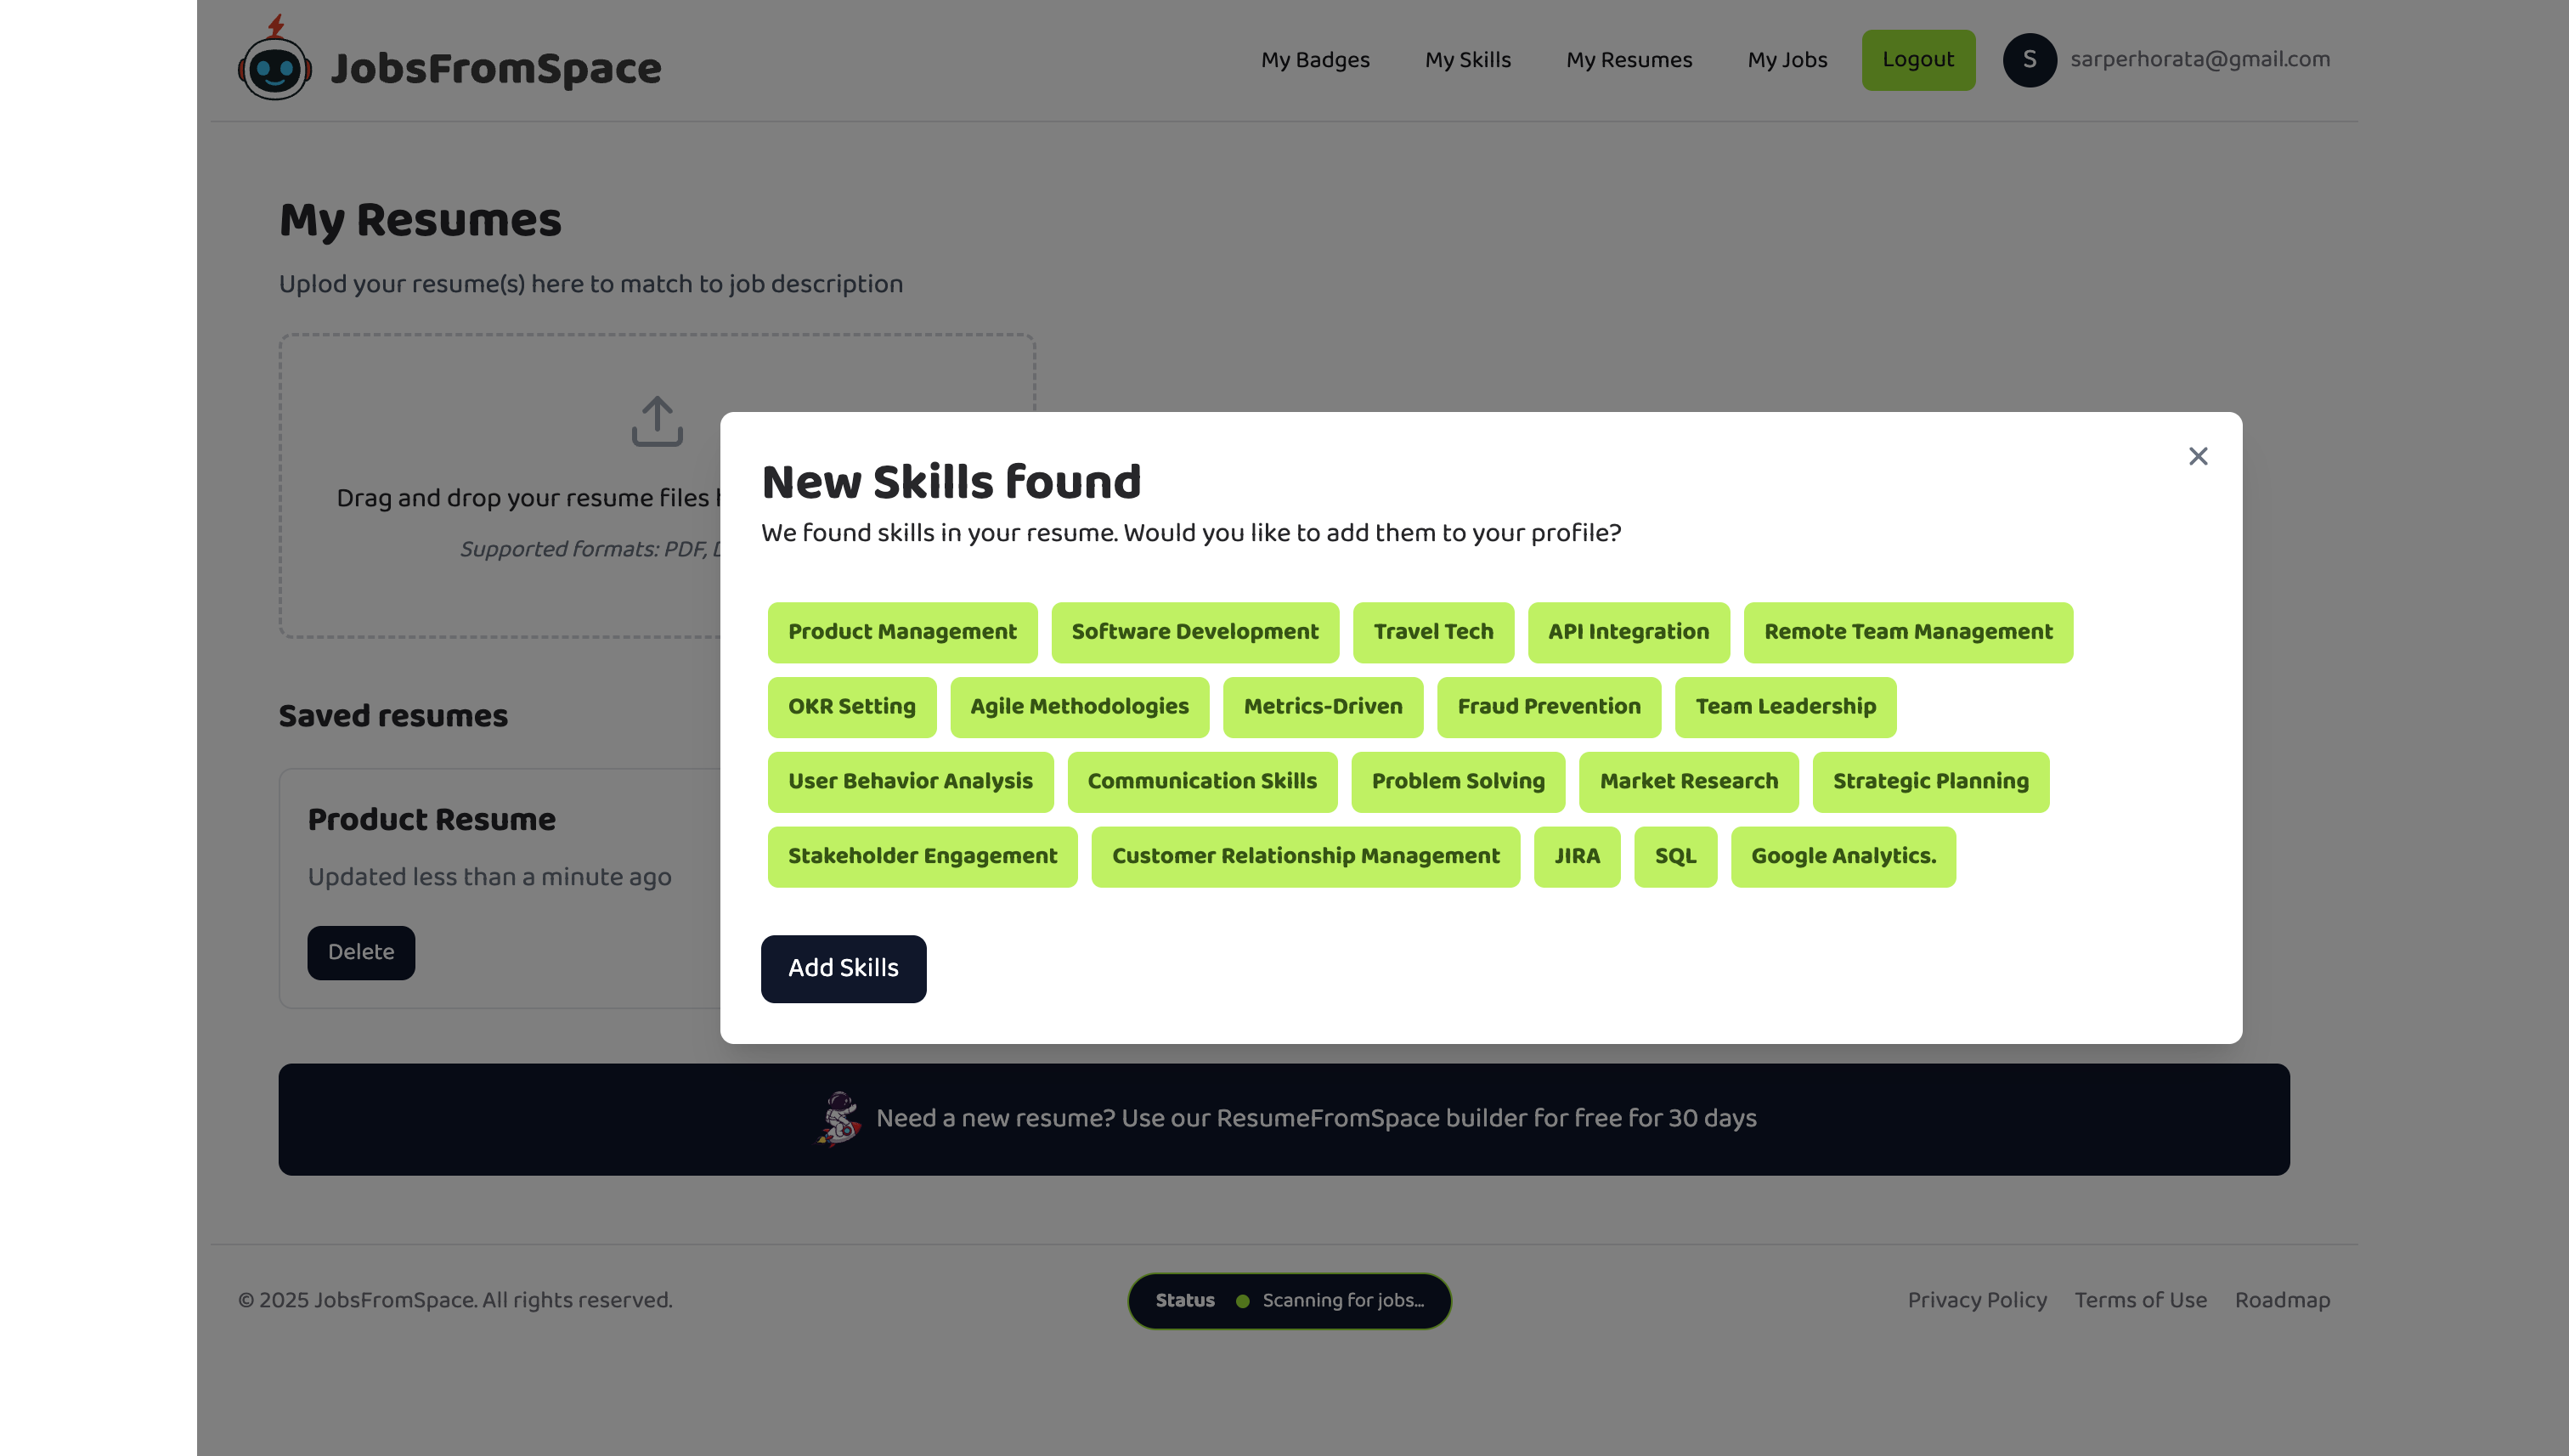 JobsFromSpace
My Badges My Skills My Resumes My Jobs Logout S sarperhorata@gmail.com
My Resumes
Uplod your resume(s) here to match to job description
Drag and drop your resume files
Supported formats: PDF,
New Skills found
We found skills in your resume. Would you like to add them to your profile?
Product Management Software Development Travel Tech API Integration Remote Team Management
OKR Setting Agile Methodologies Metrics-Driven Fraud Prevention Team Leadership
User Behavior Analysis Communication Skills Problem Solving Market Research Strategic Planning
Stakeholder Engagement Customer Relationship Management JIRA SQL Google Analytics.
Add Skills
Saved resumes
Product Resume
Updated less than a minute ago
Delete
Need a new resume? Use our ResumeFromSpace builder for free for 30 days
© 2025 JobsFromSpace. All rights reserved.
Status Scanning for jobs...
Privacy Policy Terms of Use Roadmap